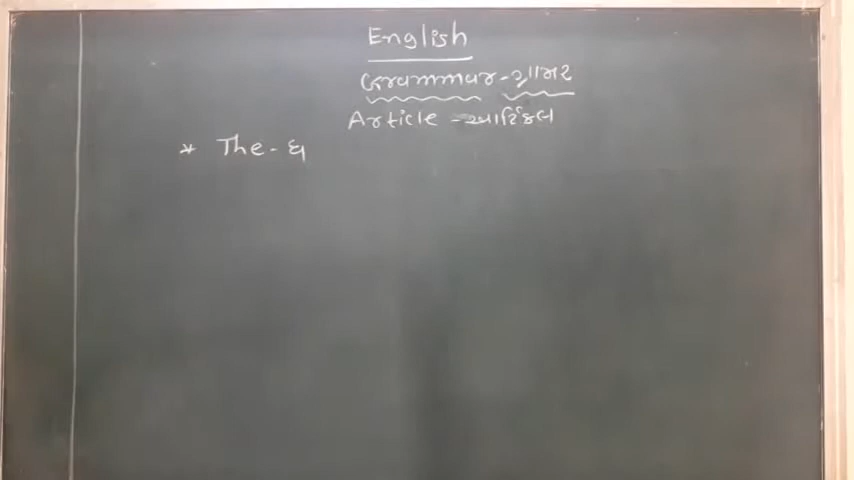 English
Grammar - ગ્રામર
Article - આર્ટિકલ
* The - ધ